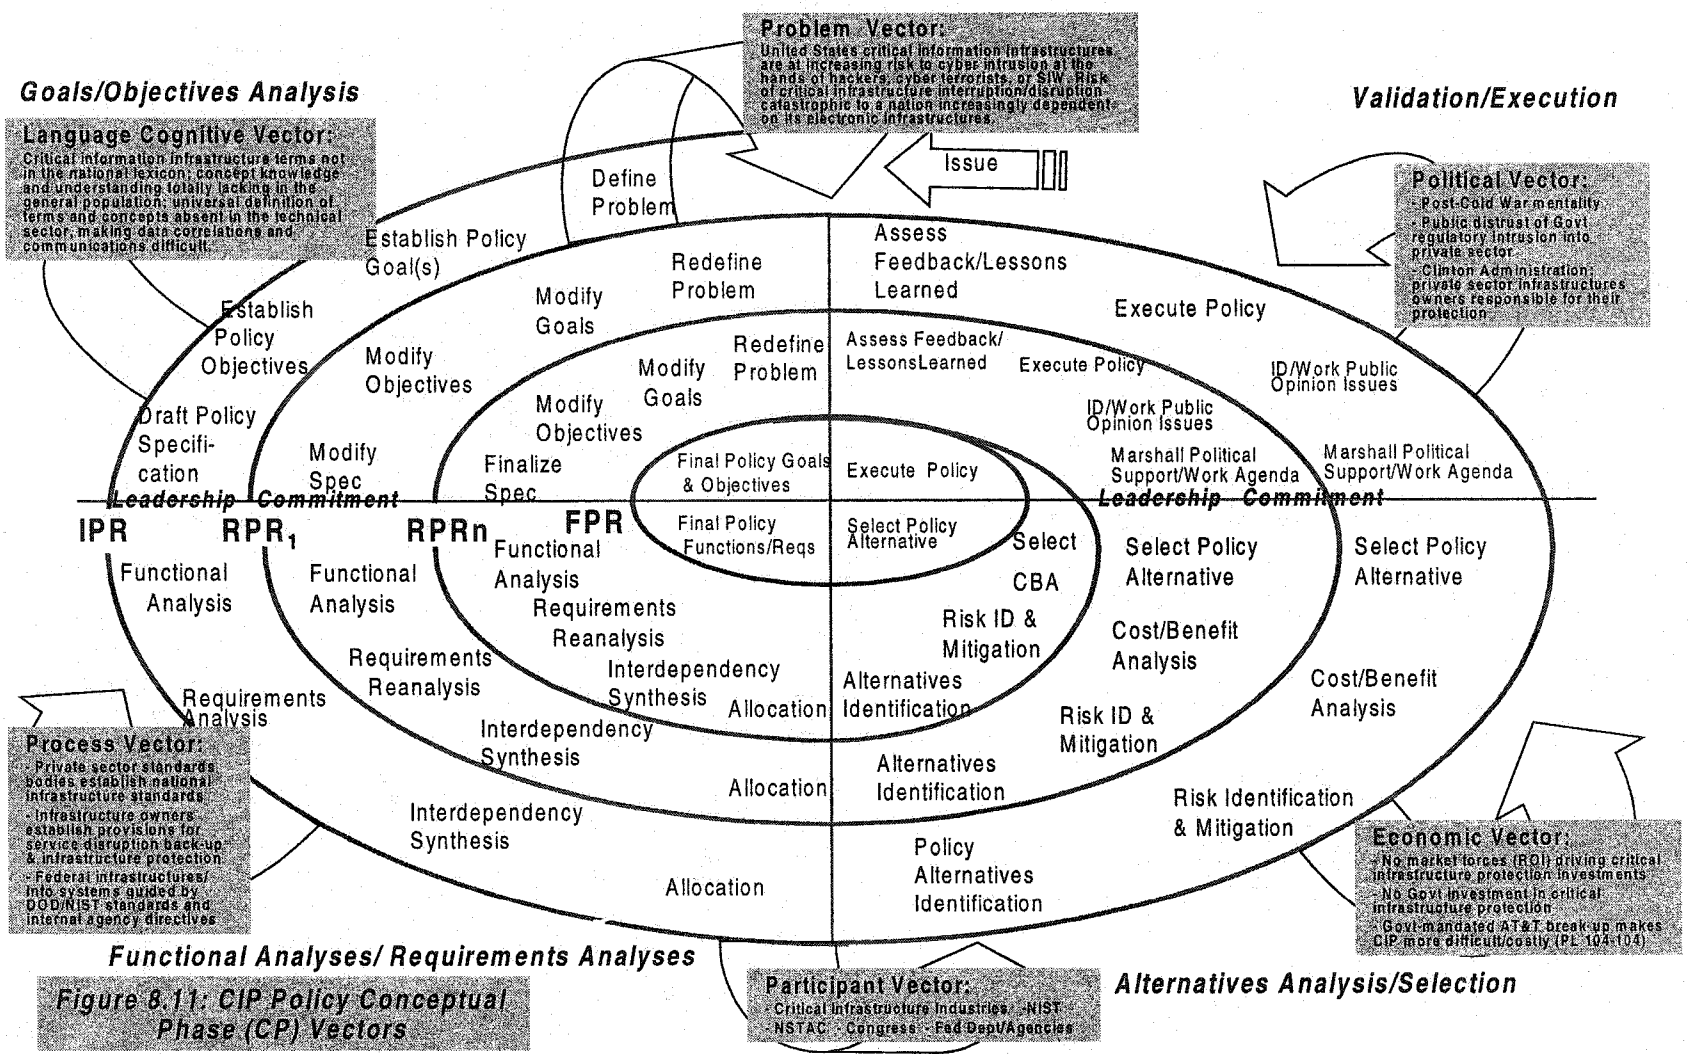 Problem Vector:
United States critical information infrastructures
are at increasing risk to cyber intrusion at the
hands of hackers, cyber terrorists, or SIW. Risk
of critical infrastructure interruption/disruption
catastrophic to a nation increasingly dependent
on its electronic infrastructures.
Goals/Objectives Analysis
Validation/Execution
Language Cognitive Vector:
Critical information infrastructure terms not
in the national lexicon; concept knowledge
and understanding totally lacking in the
general population; universal definition of
terms and concepts absent in the technical
sector, making data correlations and
communications difficult.
Issue
Political Vector:
- Post-Cold War mentality
- Public distrust of Govt
regulatory intrusion into
private sector
- Clinton Administration:
private sector infrastructures
owners responsible for their
protection
Define
Problem
Establish Policy
Goal(s)
Establish
Policy
Objectives
Draft Policy
Specifi-
cation
Redefine
Problem
Modify
Goals
Modify
Objectives
Modify
Spec
Redefine
Problem
Modify
Goals
Modify
Objectives
Finalize
Spec
Final Policy Goals
& Objectives
Assess
Feedback/Lessons
Learned
Execute Policy
ID/Work Public
Opinion Issues
Marshall Political
Support/Work Agenda
Assess Feedback/
LessonsLearned
Execute Policy
ID/Work Public
Opinion Issues
Marshall Political
Support/Work Agenda
Execute Policy
Leadership Commitment
Leadership Commitment
IPR
RPR1
RPRn
FPR
Final Policy
Functions/Reqs
Select Policy
Alternative
Functional
Analysis
Requirements
Analysis
Interdependency
Synthesis
Allocation
Functional
Analysis
Requirements
Reanalysis
Interdependency
Synthesis
Allocation
Functional
Analysis
Requirements
Reanalysis
Interdependency
Synthesis
Allocation
Select
CBA
Risk ID &
Mitigation
Alternatives
Identification
Select Policy
Alternative
Cost/Benefit
Analysis
Risk ID &
Mitigation
Alternatives
Identification
Select Policy
Alternative
Cost/Benefit
Analysis
Risk Identification
& Mitigation
Policy
Alternatives
Identification
Process Vector:
- Private sector standards
bodies establish national
infrastructure standards
- Infrastructure owners
establish provisions for
service disruption back-up
& infrastructure protection
- Federal infrastructures/
Info systems guided by
DOD/NIST standards and
internal agency directives
Economic Vector:
- No market forces (ROI) driving critical
infrastructure protection investments
- No Govt investment in critical
infrastructure protection
- Govt-mandated AT&T break-up makes
CIP more difficult/costly (PL 104-104)
Functional Analyses/ Requirements Analyses
Alternatives Analysis/Selection
Participant Vector:
- Critical Infrastructure Industries -NIST
- NSTAC - Congress - Fed Dept/Agencies
Figure 8.11: CIP Policy Conceptual
Phase (CP) Vectors